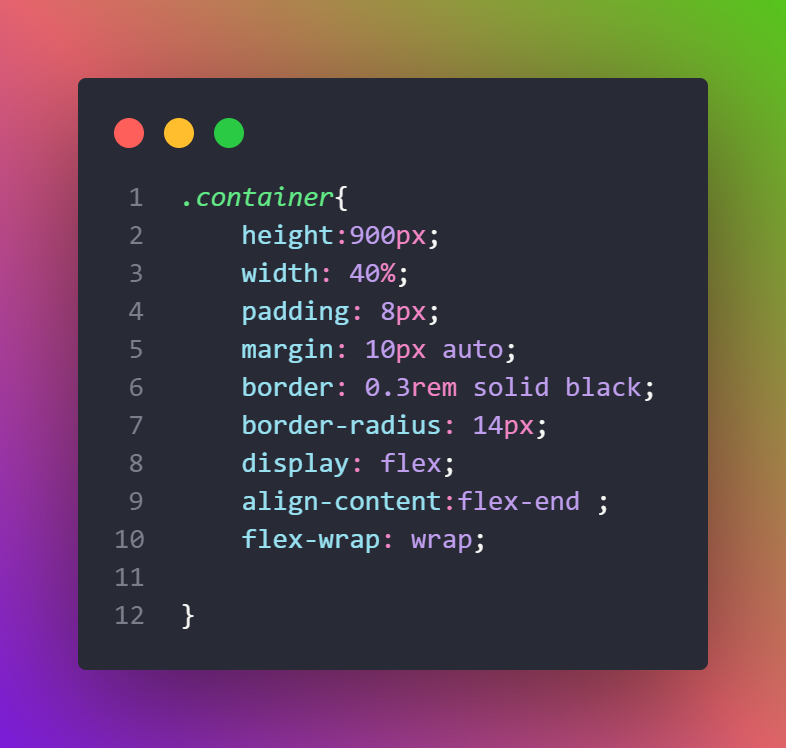 1 .container{
2 height:900px;
3 width: 40%;
4 padding: 8px;
5 margin: 10px auto;
6 border: 0.3rem solid black;
7 border-radius: 14px;
8 display: flex;
9 align-content:flex-end ;
10 flex-wrap: wrap;
11
12 }